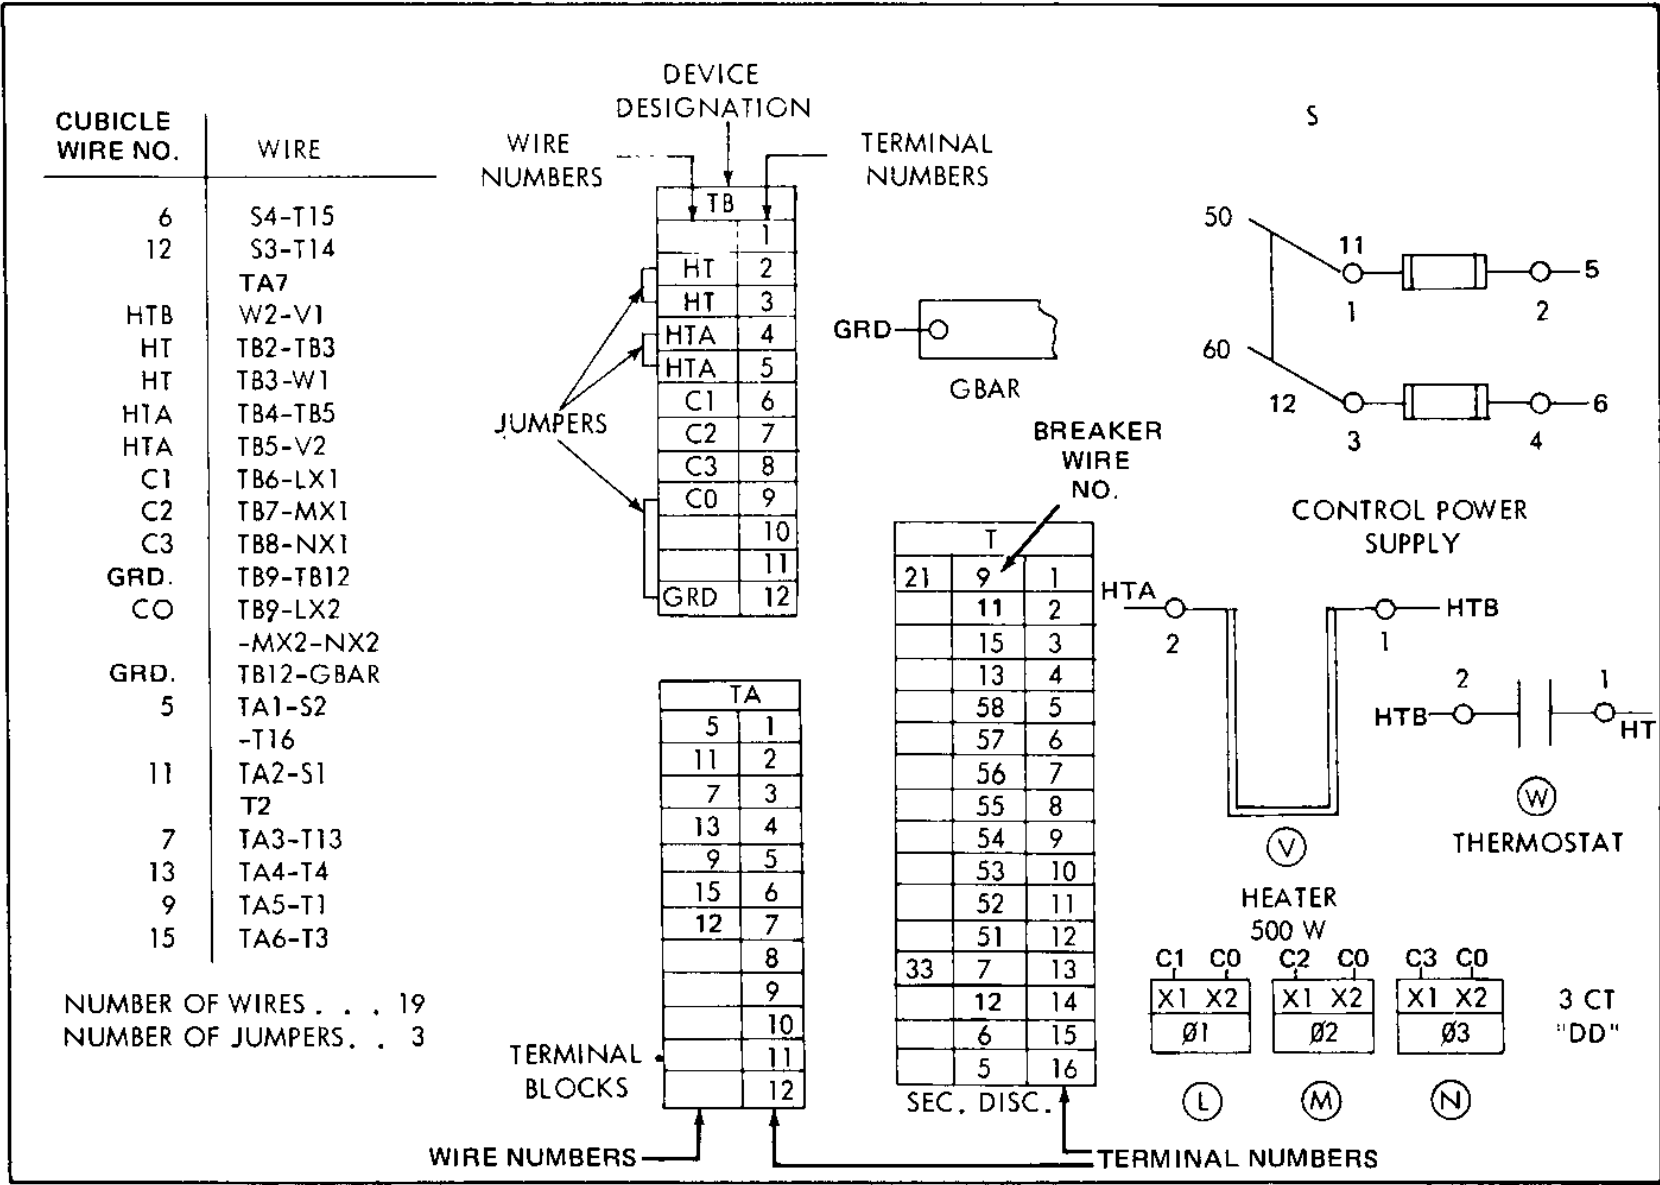 CUBICLE
WIRE NO.
WIRE
6 S4-T15
12 S3-T14
TA7
HTB W2-V1
HT TB2-TB3
HT TB3-W1
HTA TB4-TB5
HTA TB5-V2
C1 TB6-LX1
C2 TB7-MX1
C3 TB8-NX1
GRD. TB9-TB12
CO TB9-LX2
-MX2-NX2
GRD. TB12-GBAR
5 TA1-S2
-T16
11 TA2-S1
T2
7 TA3-T13
13 TA4-T4
9 TA5-T1
15 TA6-T3
NUMBER OF WIRES . . . 19
NUMBER OF JUMPERS. . 3
DEVICE
DESIGNATION
WIRE
NUMBERS
TERMINAL
NUMBERS
TB
1
HT 2
HT 3
HTA 4
HTA 5
C1 6
C2 7
C3 8
C0 9
10
11
GRD 12
JUMPERS
TA
5 1
11 2
7 3
13 4
9 5
15 6
12 7
8
9
10
11
12
TERMINAL
BLOCKS
WIRE NUMBERS
TERMINAL NUMBERS
GRD
GBAR
BREAKER
WIRE
NO.
T
21 9 1
11 2
15 3
13 4
58 5
57 6
56 7
55 8
54 9
53 10
52 11
51 12
33 7 13
12 14
6 15
5 16
SEC. DISC.
S
50
11
1
5
2
60
12
3
6
4
CONTROL POWER
SUPPLY
HTA
2
HTB
1
V
HEATER
500 W
2
1
HTB
HT
W
THERMOSTAT
C1 C0
X1 X2
Ø1
L
C2 C0
X1 X2
Ø2
M
C3 C0
X1 X2
Ø3
N
3 CT
"DD"